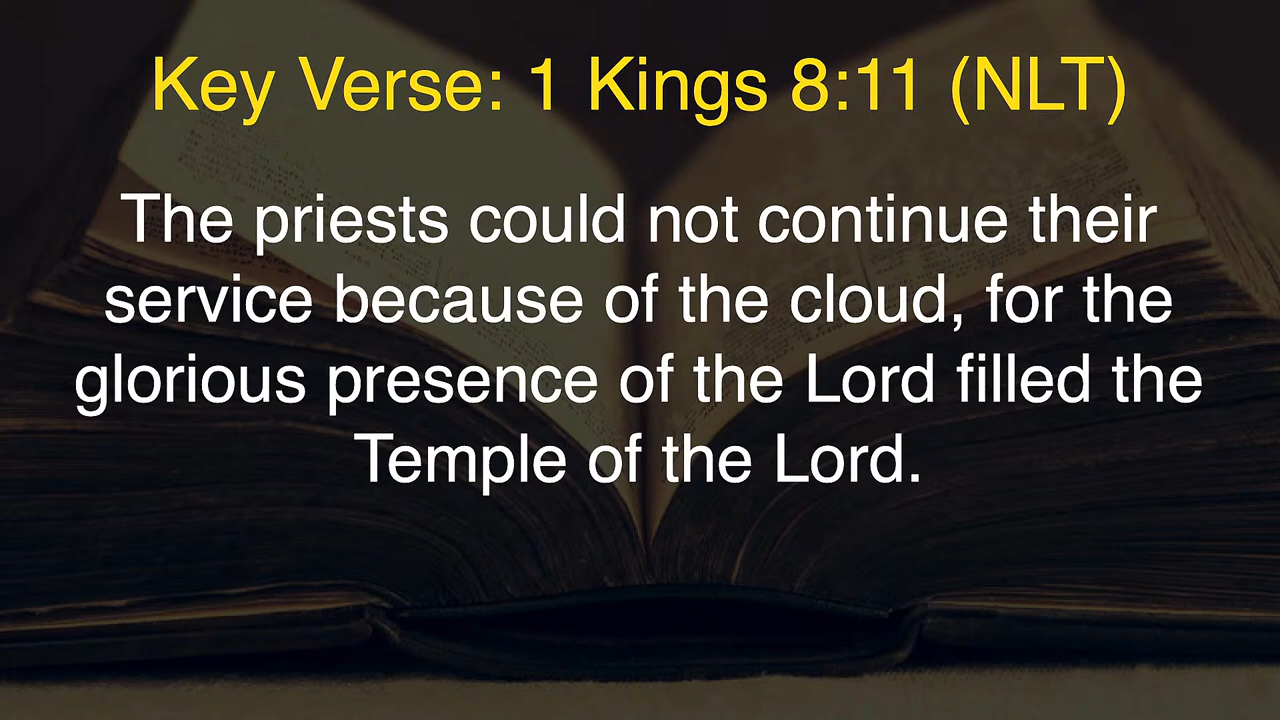 Key Verse: 1 Kings 8:11 (NLT)
The priests could not continue their
service because of the cloud, for the
glorious presence of the Lord filled the
Temple of the Lord.